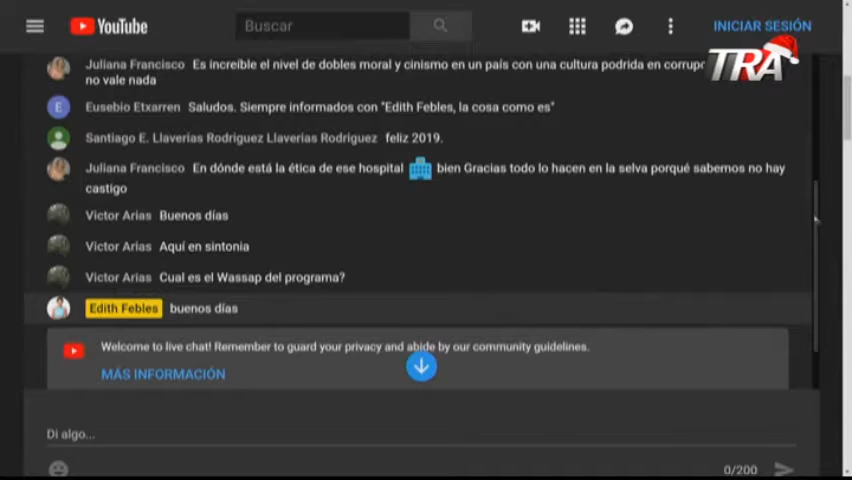 YouTube
Buscar
INICIAR SESIÓN
TRA
Juliana Francisco Es increíble el nivel de dobles moral y cinismo en un país con una cultura podrida en corrup
no vale nada
E Eusebio Etxarren Saludos. Siempre informados con "Edith Febles, la cosa como es"
Santiago E. Llaverias Rodriguez Llaverias Rodriguez feliz 2019.
Juliana Francisco En dónde está la ética de ese hospital bien Gracias todo lo hacen en la selva porqué sabemos no hay
castigo
Victor Arias Buenos días
Victor Arias Aquí en sintonia
Victor Arias Cual es el Wassap del programa?
Edith Febles buenos días
Welcome to live chat! Remember to guard your privacy and abide by our community guidelines.
MÁS INFORMACIÓN
Di algo...
0/200